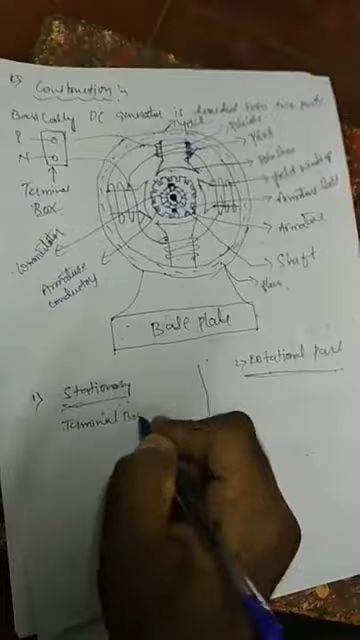 Construction :-
Basically DC generator is divided into two parts
P
N
Terminal
Box
Yoke
Pole shoe
field winding
Armature
Shaft
Commutator
Armature
conductors
Base plate
1) Stationary
2) Rotational part
Terminal Box